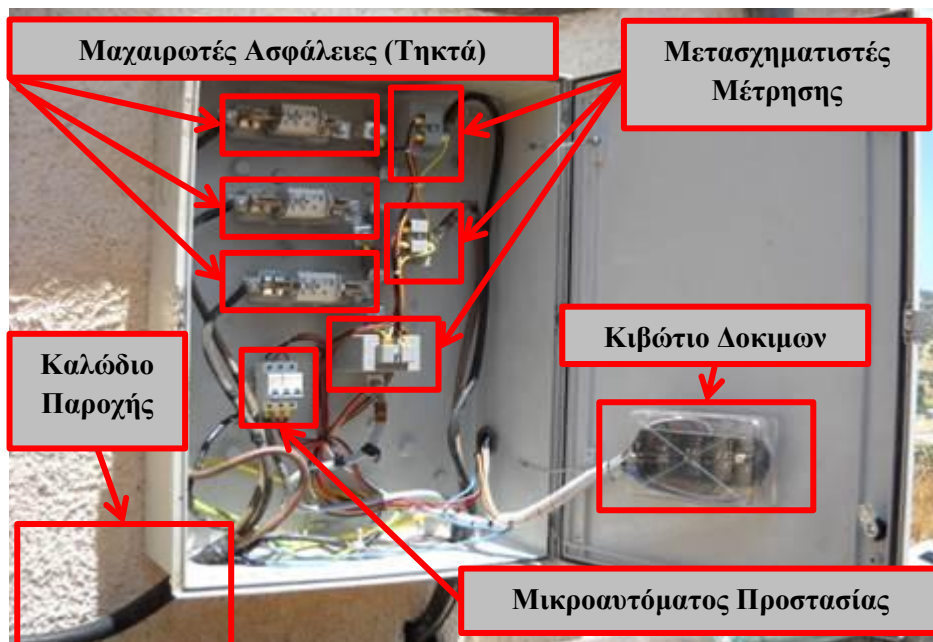 Μαχαιρωτές Ασφάλειες (Τηκτά)
Μετασχηματιστές
Μέτρησης
Κιβώτιο Δοκιμων
Καλώδιο
Παροχής
Μικροαυτόματος Προστασίας